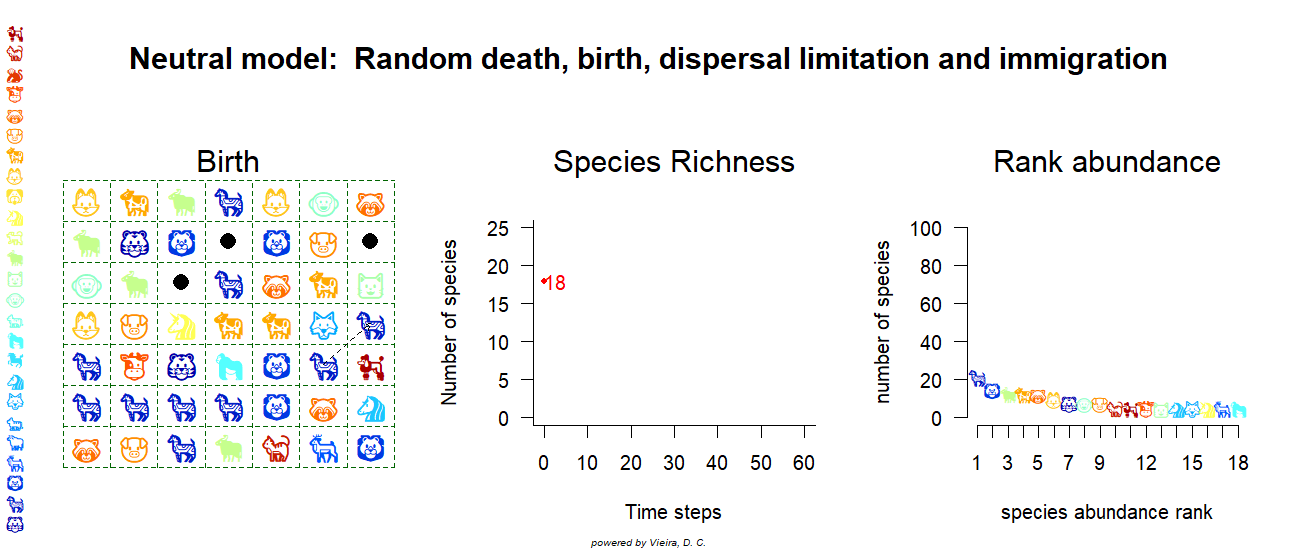 Neutral model:  Random death, birth, dispersal limitation and immigration
Birth
Species Richness
Number of species
25
20
15
10
5
0
18
0 10 20 30 40 50 60
Time steps
Rank abundance
number of species
100
80
60
40
20
0
1 3 5 7 9 12 15 18
species abundance rank
powered by Vieira, D. C.